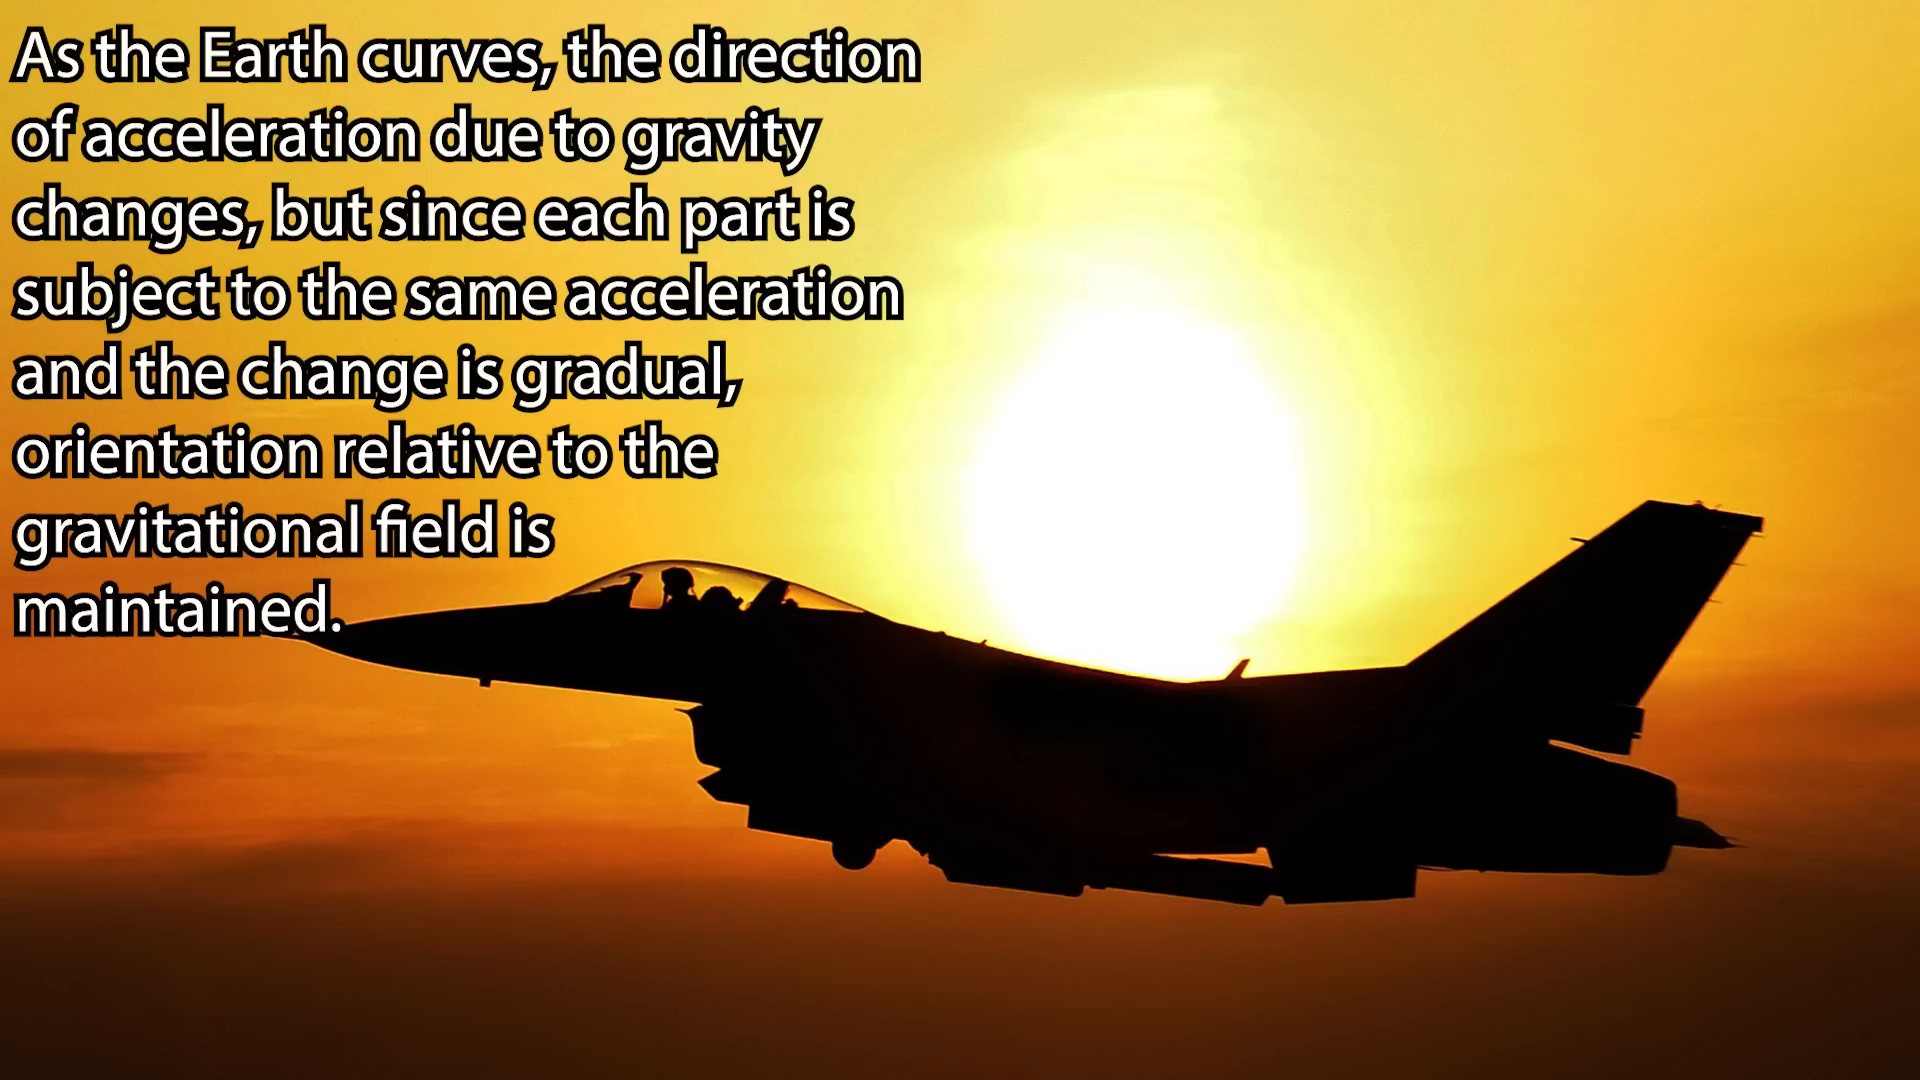 As the Earth curves, the direction
of acceleration due to gravity
changes, but since each part is
subject to the same acceleration
and the change is gradual,
orientation relative to the
gravitational field is
maintained.